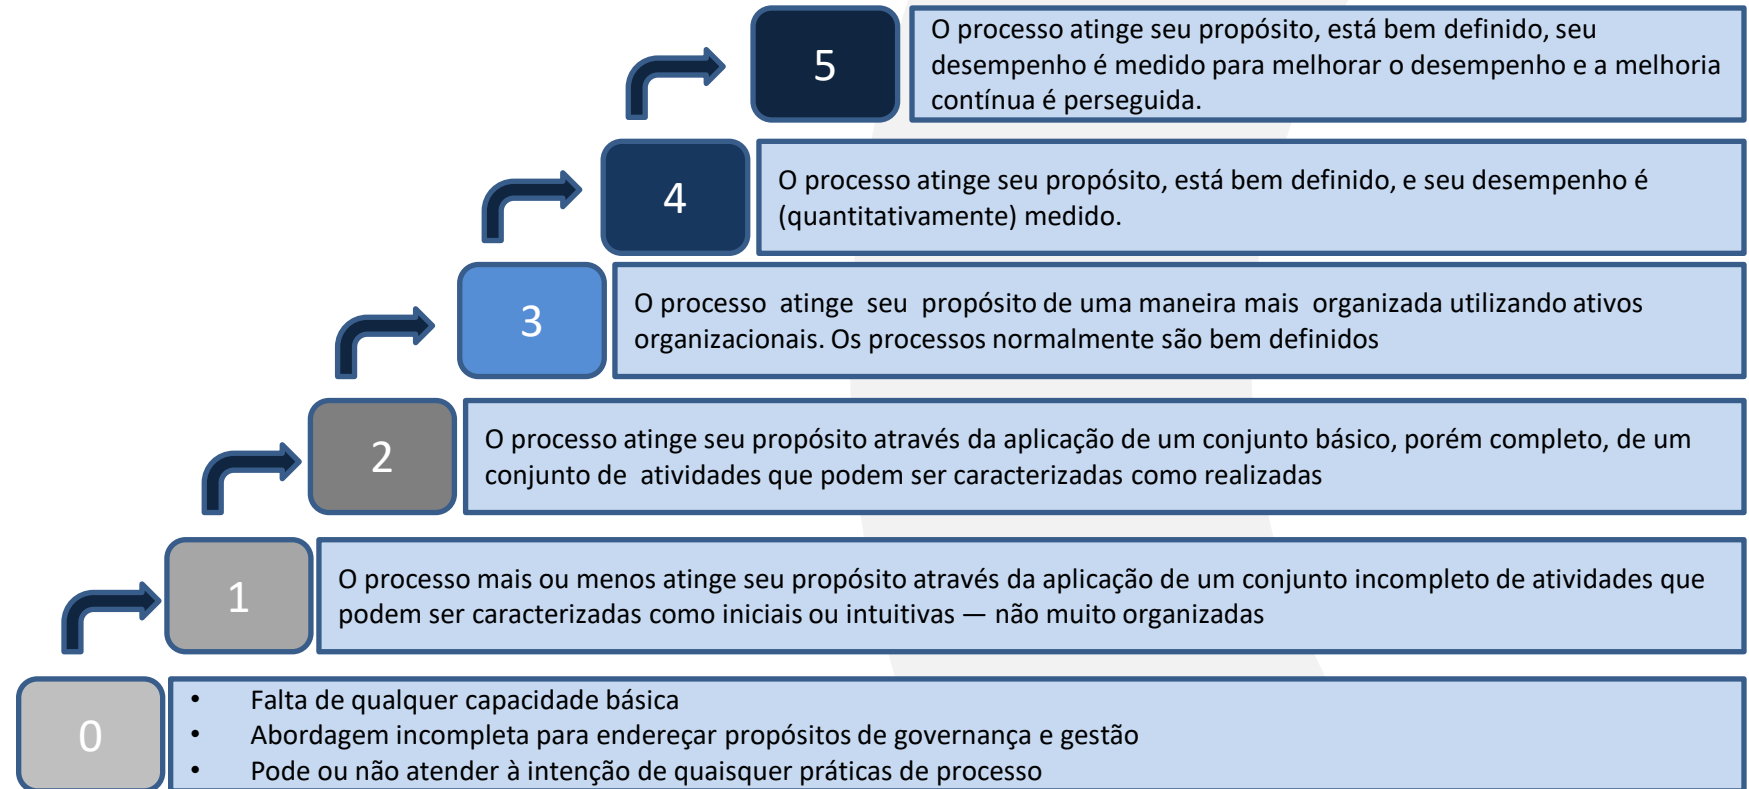 5
O processo atinge seu propósito, está bem definido, seu
desempenho é medido para melhorar o desempenho e a melhoria
contínua é perseguida.
4
O processo atinge seu propósito, está bem definido, e seu desempenho é
(quantitativamente) medido.
3
O processo atinge seu propósito de uma maneira mais organizada utilizando ativos
organizacionais. Os processos normalmente são bem definidos
2
O processo atinge seu propósito através da aplicação de um conjunto básico, porém completo, de um
conjunto de atividades que podem ser caracterizadas como realizadas
1
O processo mais ou menos atinge seu propósito através da aplicação de um conjunto incompleto de atividades que
podem ser caracterizadas como iniciais ou intuitivas — não muito organizadas
0
• Falta de qualquer capacidade básica
• Abordagem incompleta para endereçar propósitos de governança e gestão
• Pode ou não atender à intenção de quaisquer práticas de processo